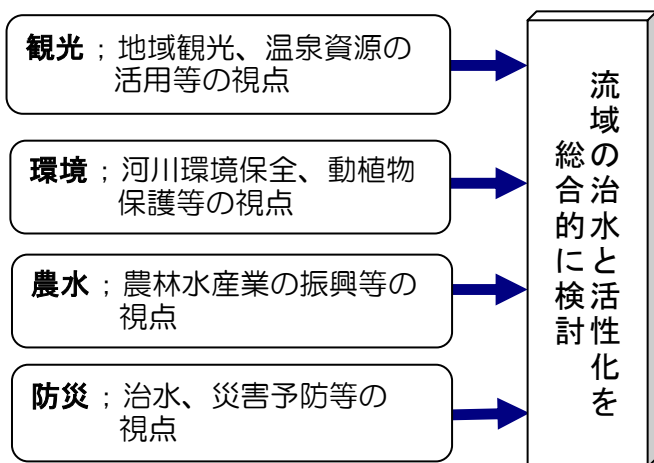 観光；地域観光、温泉資源の
活用等の視点
環境；河川環境保全、動植物
保護等の視点
農水；農林水産業の振興等の
視点
防災；治水、災害予防等の
視点
流域の治水と活性化を
総合的に検討